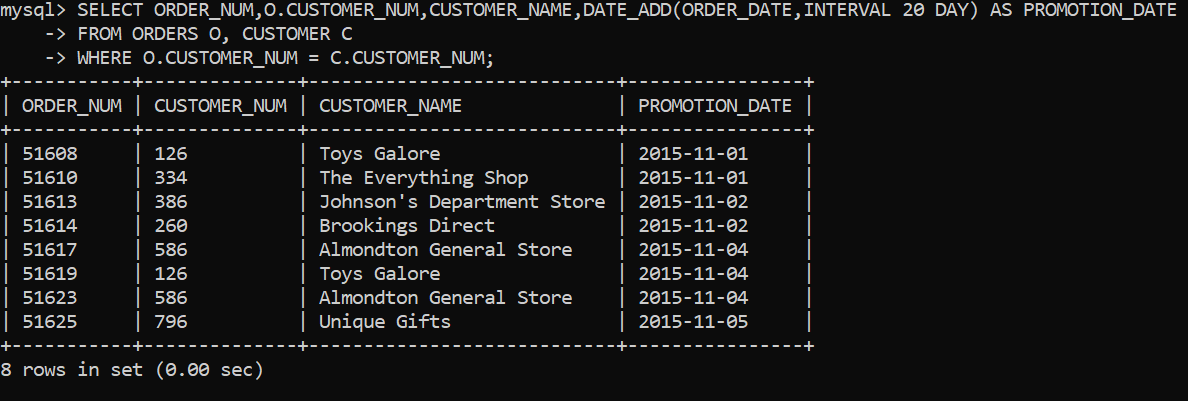 mysql> SELECT ORDER_NUM,O.CUSTOMER_NUM,CUSTOMER_NAME,DATE_ADD(ORDER_DATE,INTERVAL 20 DAY) AS PROMOTION_DATE
    -> FROM ORDERS O, CUSTOMER C
    -> WHERE O.CUSTOMER_NUM = C.CUSTOMER_NUM;
+-----------+--------------+----------------------------+----------------+
| ORDER_NUM | CUSTOMER_NUM | CUSTOMER_NAME              | PROMOTION_DATE |
+-----------+--------------+----------------------------+----------------+
| 51608     | 126          | Toys Galore                | 2015-11-01     |
| 51610     | 334          | The Everything Shop        | 2015-11-01     |
| 51613     | 386          | Johnson's Department Store | 2015-11-02     |
| 51614     | 260          | Brookings Direct           | 2015-11-02     |
| 51617     | 586          | Almondton General Store    | 2015-11-04     |
| 51619     | 126          | Toys Galore                | 2015-11-04     |
| 51623     | 586          | Almondton General Store    | 2015-11-04     |
| 51625     | 796          | Unique Gifts               | 2015-11-05     |
+-----------+--------------+----------------------------+----------------+
8 rows in set (0.00 sec)